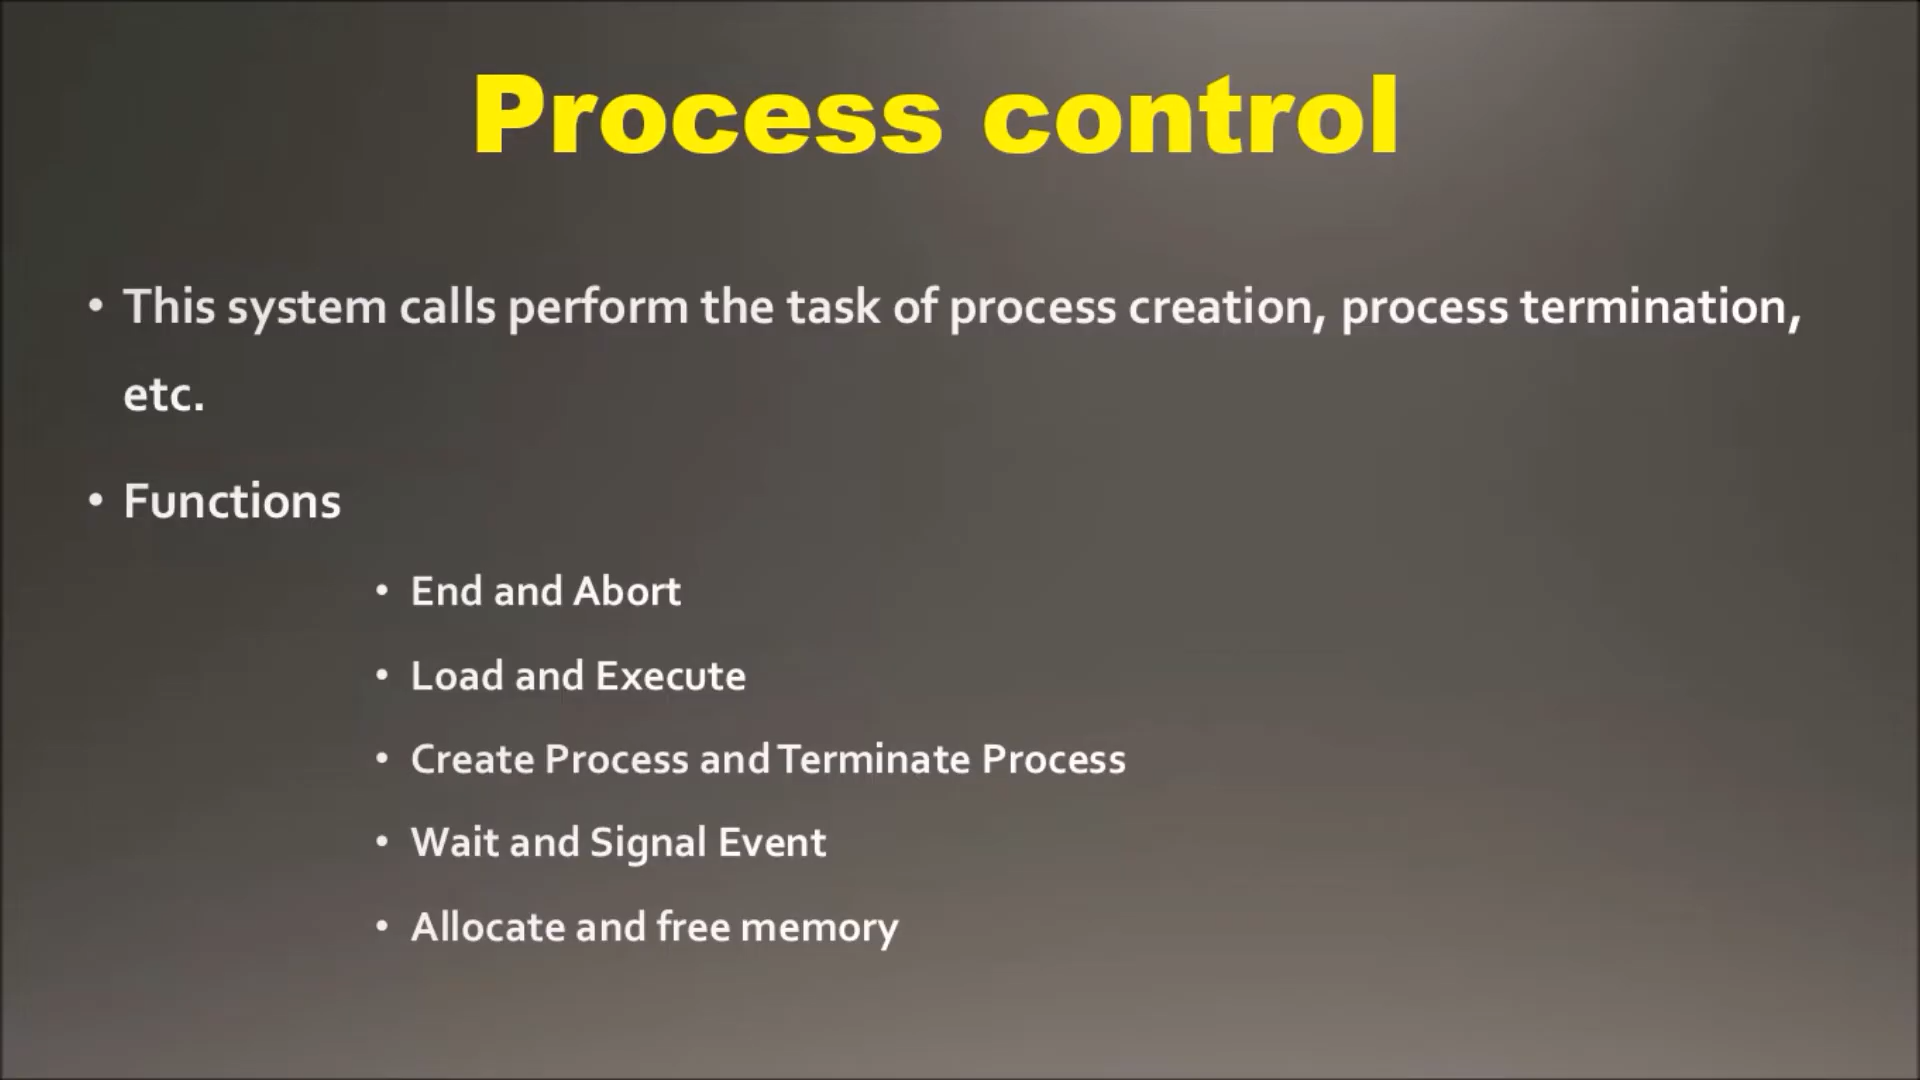 Process control
• This system calls perform the task of process creation, process termination,
etc.
• Functions
• End and Abort
• Load and Execute
• Create Process and Terminate Process
• Wait and Signal Event
• Allocate and free memory